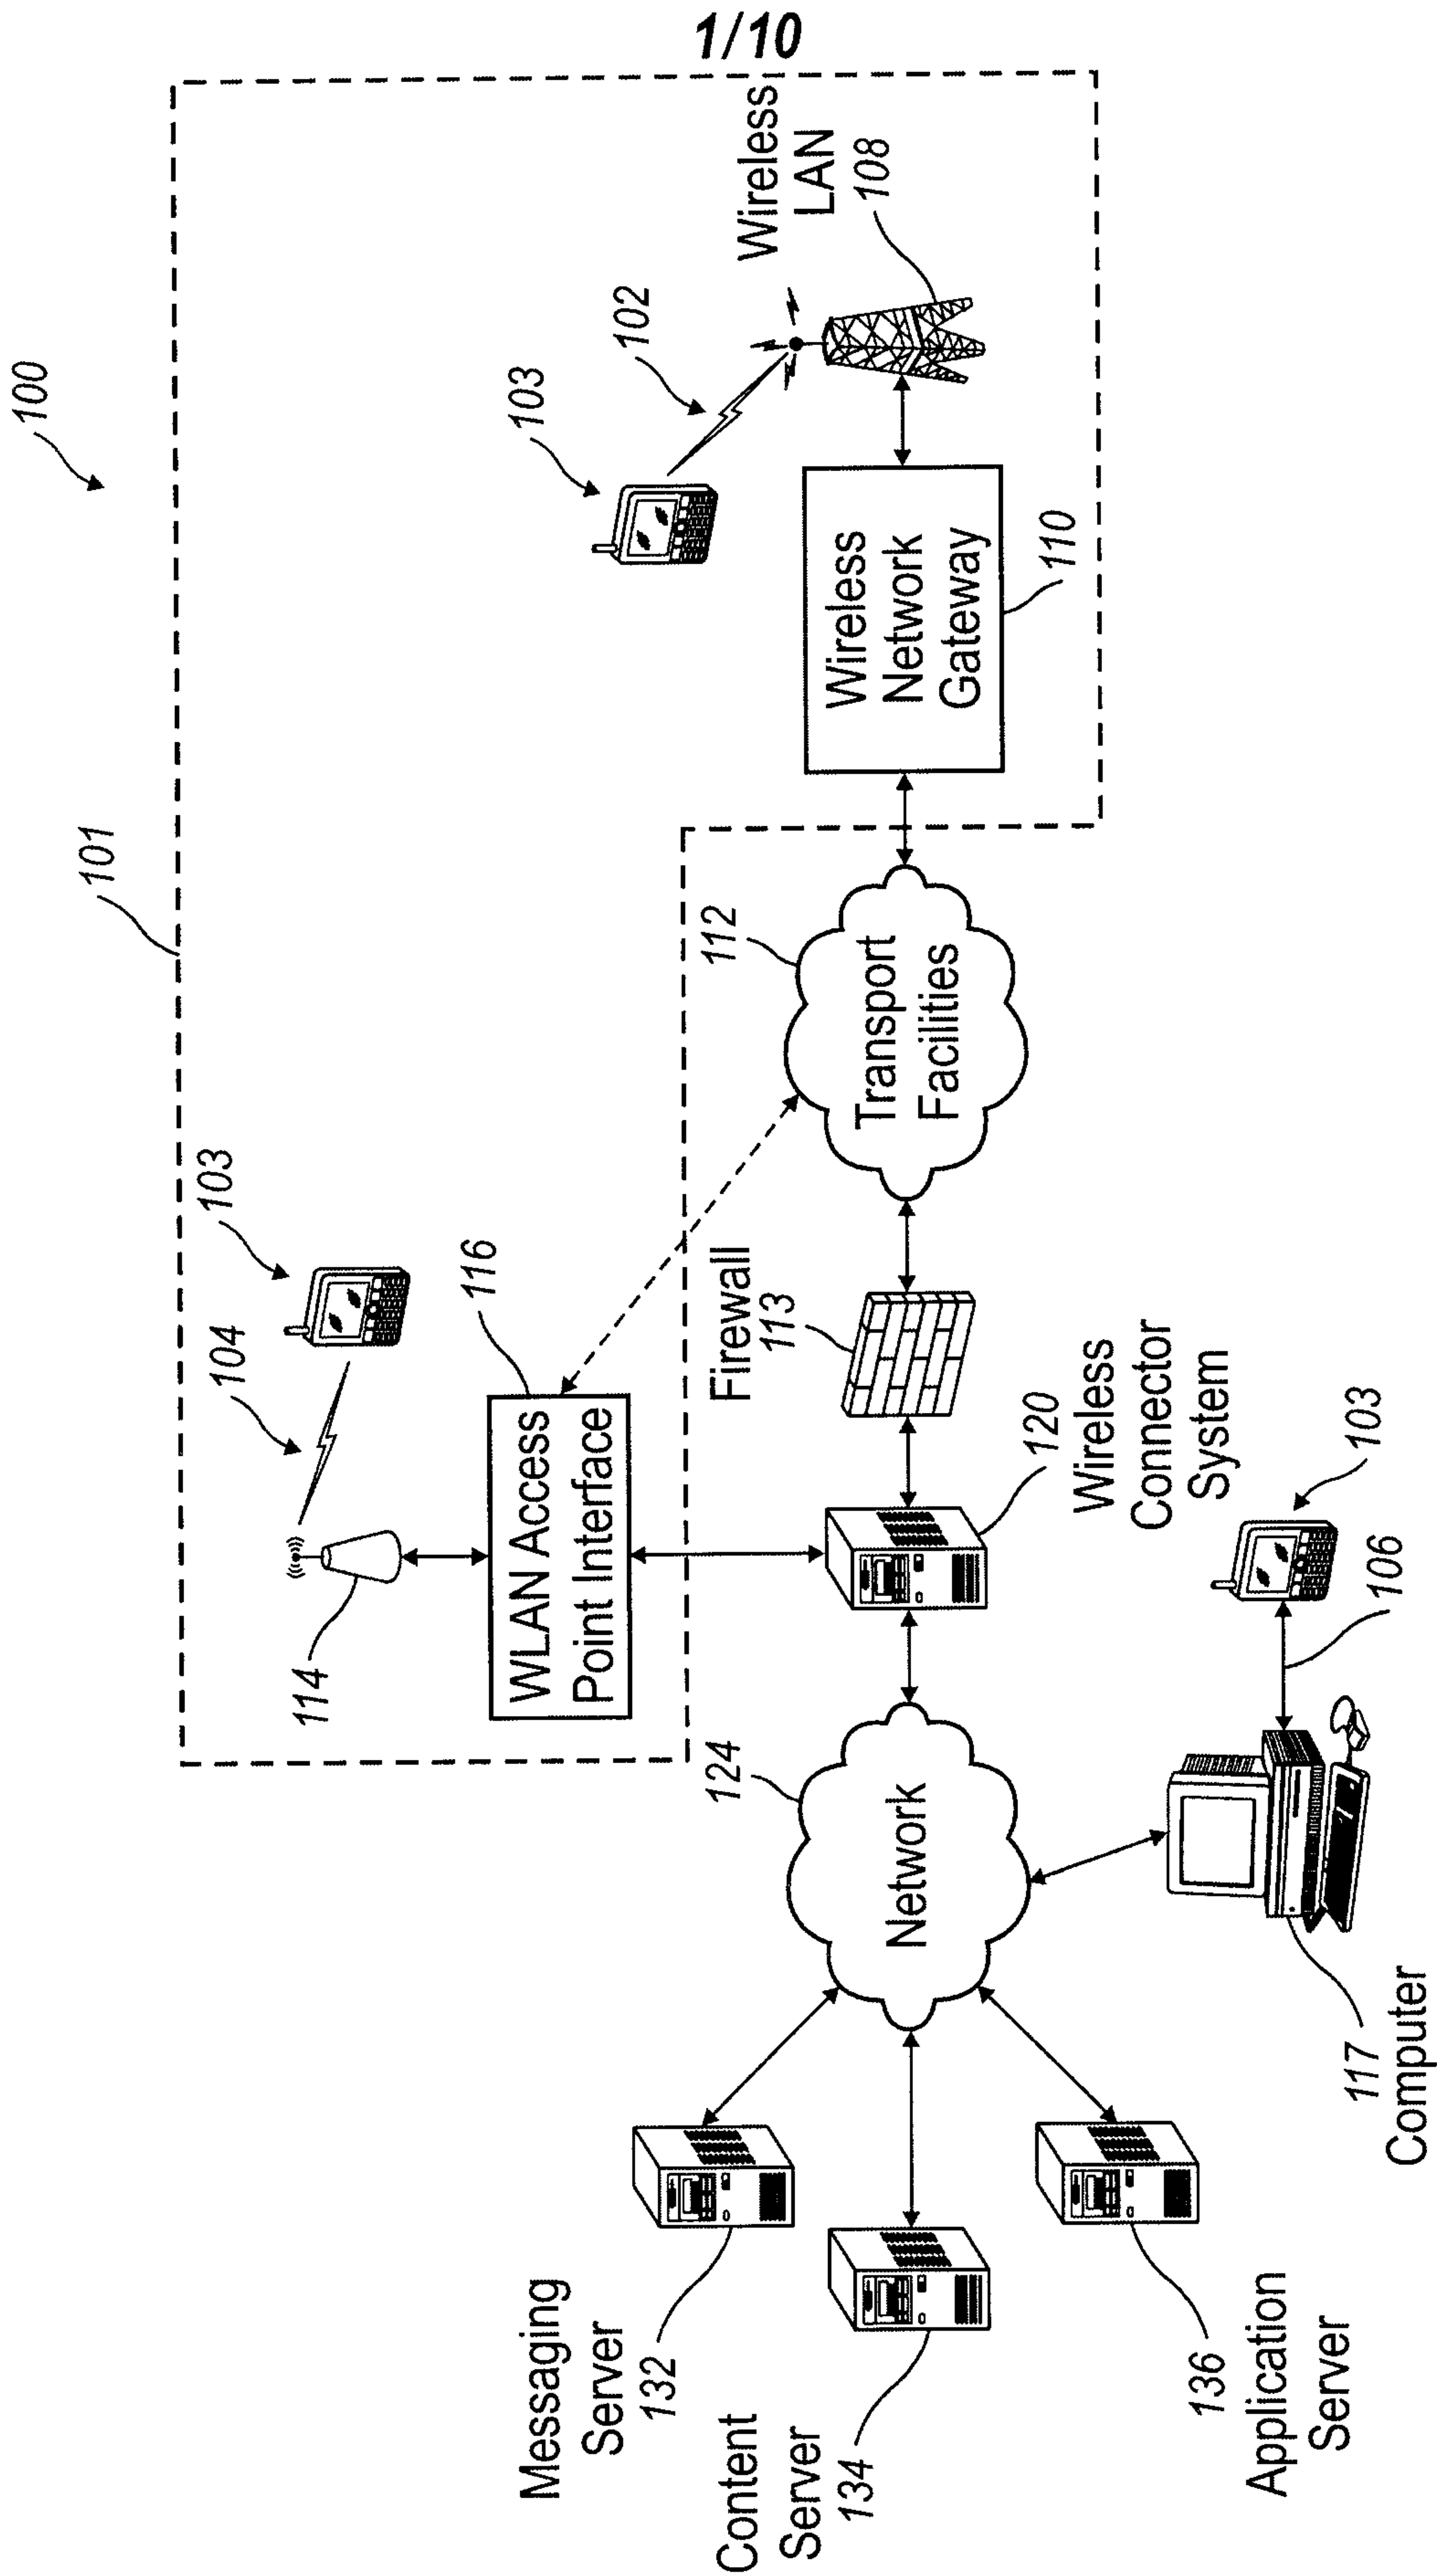 1/10
100
101
103
104
114
116
WLAN Access
Point Interface
103
102
Wireless
LAN
108
Wireless
Network
Gateway
110
112
Transport
Facilities
Firewall
113
120
Wireless
Connector
System
124
Network
Messaging
Server
132
Content
Server
134
136
Application
Server
103
106
117
Computer